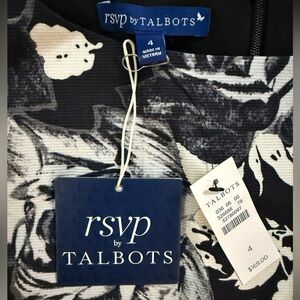 rsvp by TALBOTS
4
MADE IN
VIETNAM
rsvp
by
TALBOTS
TALBOTS
4
$169.00